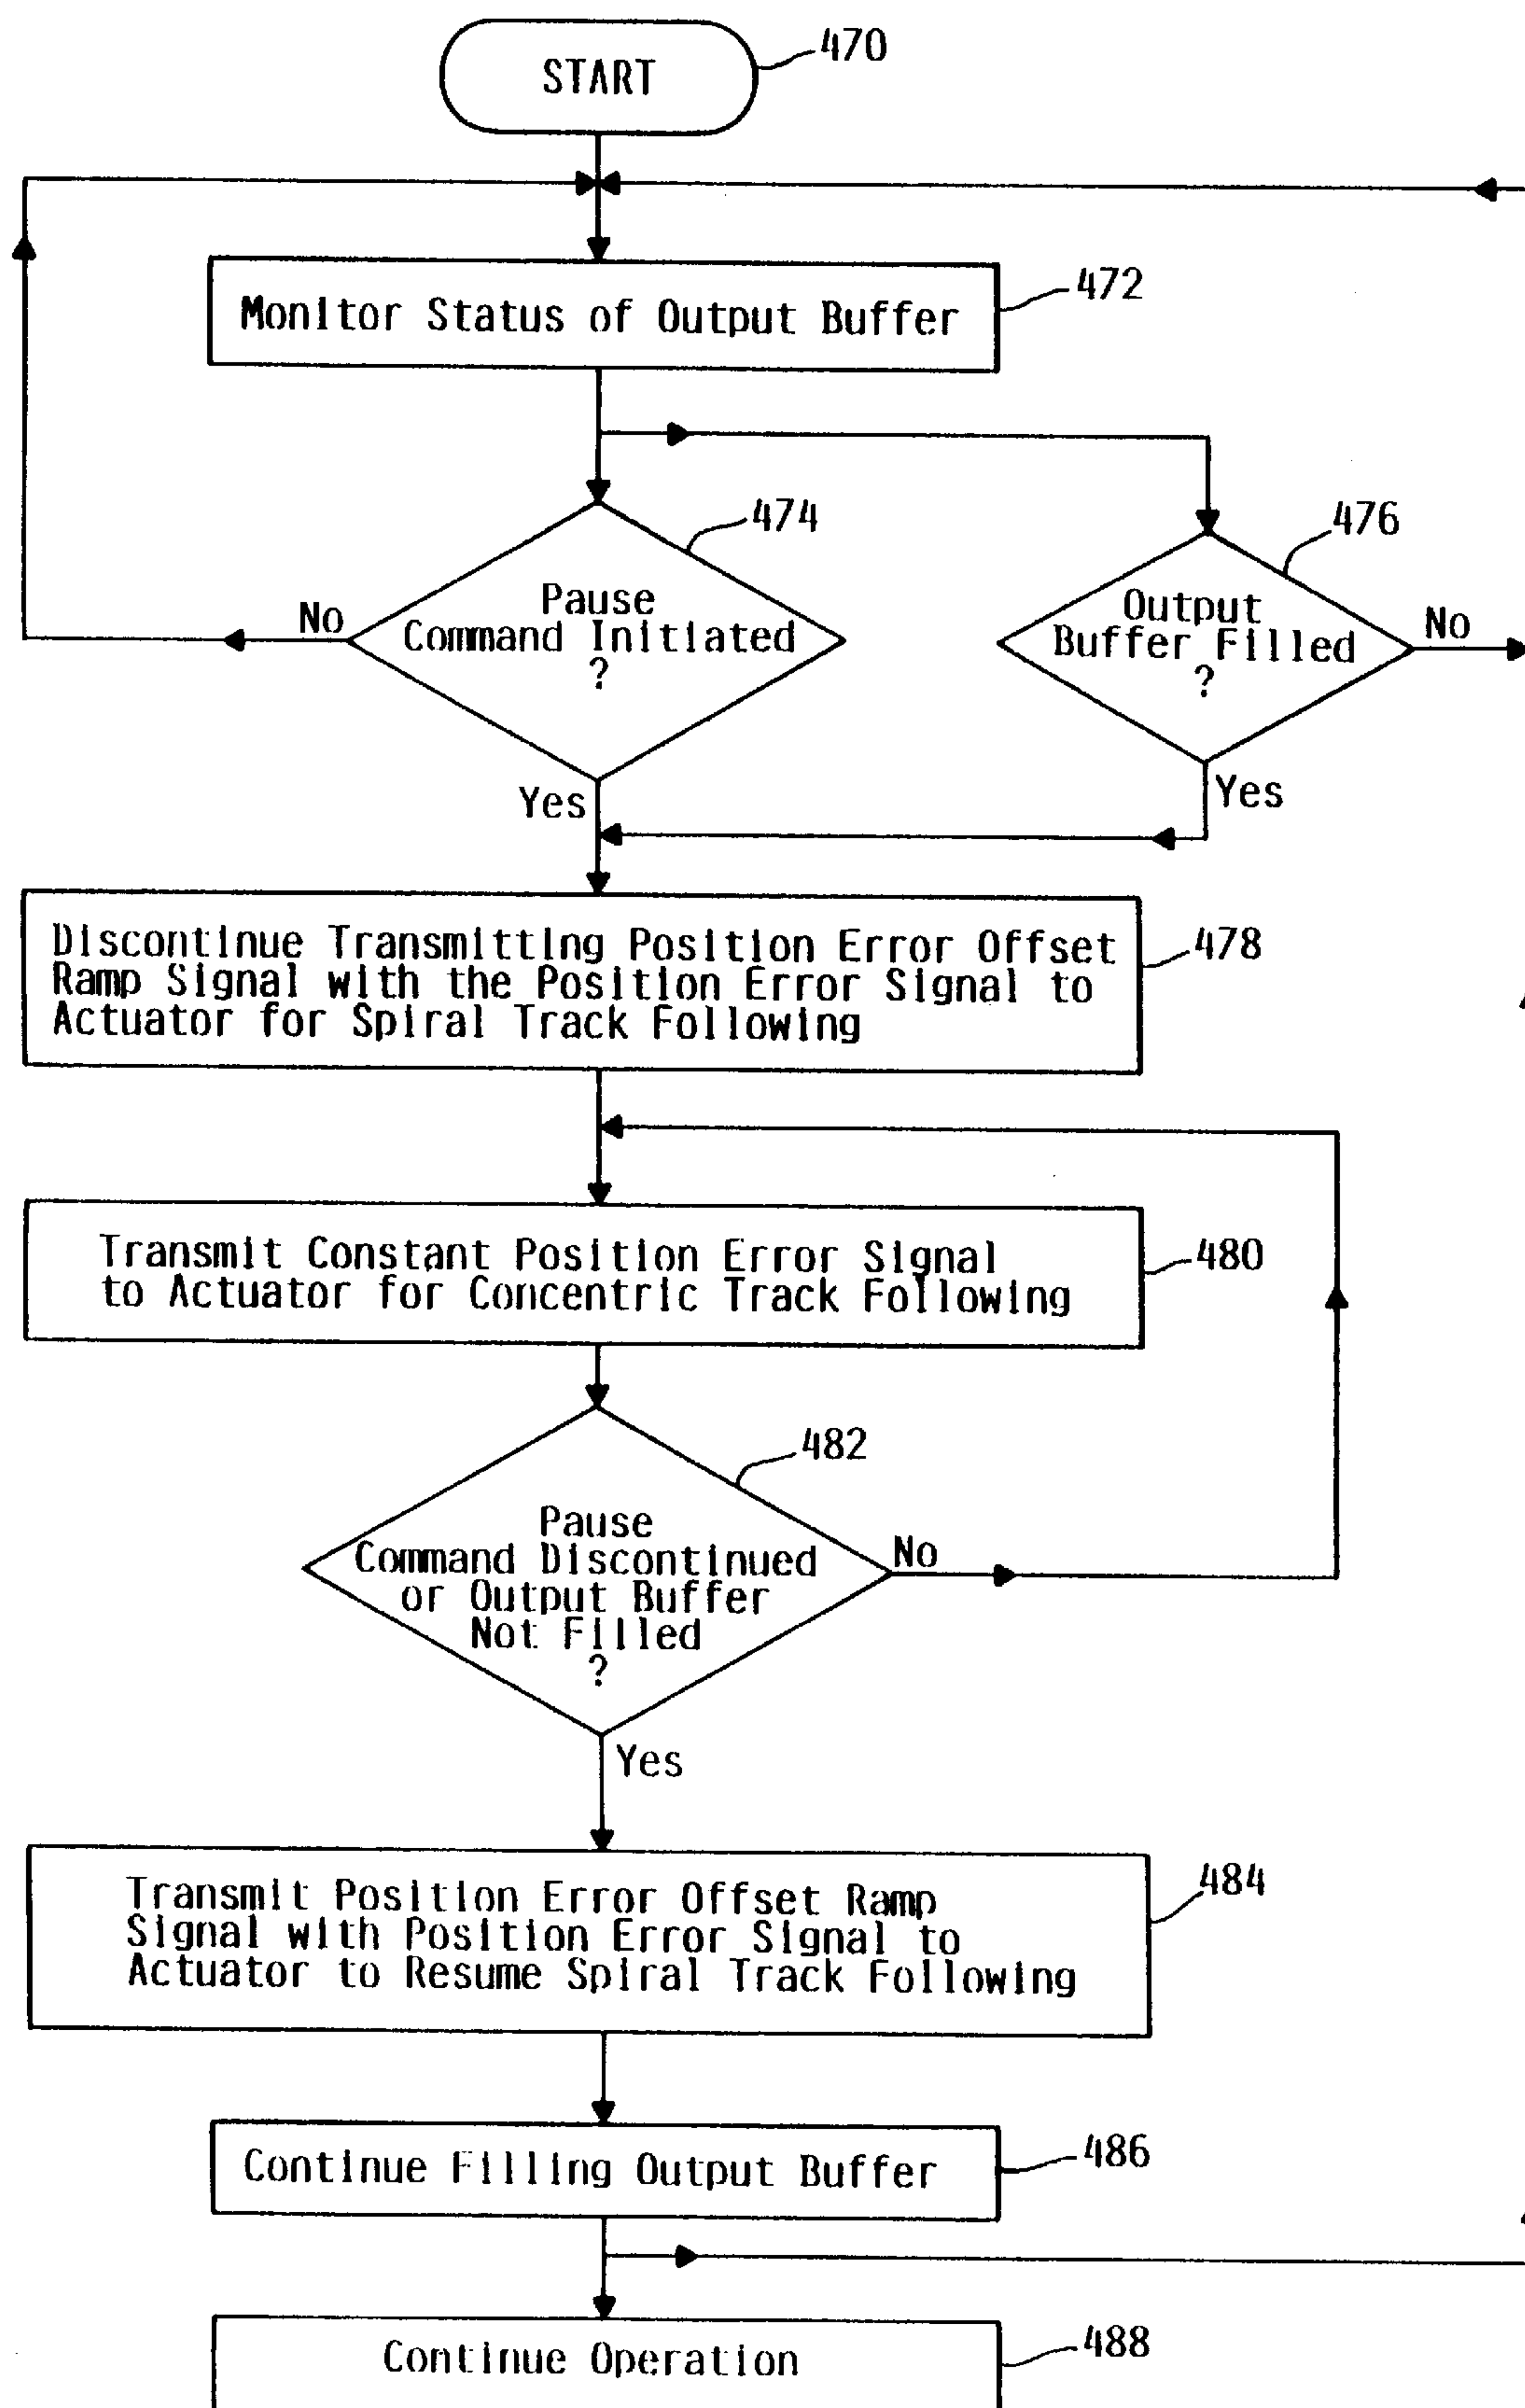 START
470
Monitor Status of Output Buffer
472
Pause
Command Initiated
?
474
No
Yes
Output
Buffer Filled
?
476
No
Yes
Discontinue Transmitting Position Error Offset
Ramp Signal with the Position Error Signal to
Actuator for Spiral Track Following
478
Transmit Constant Position Error Signal
to Actuator for Concentric Track Following
480
Pause
Command Discontinued
or Output Buffer
Not Filled
?
482
No
Yes
Transmit Position Error Offset Ramp
Signal with Position Error Signal to
Actuator to Resume Spiral Track Following
484
Continue Filling Output Buffer
486
Continue Operation
488